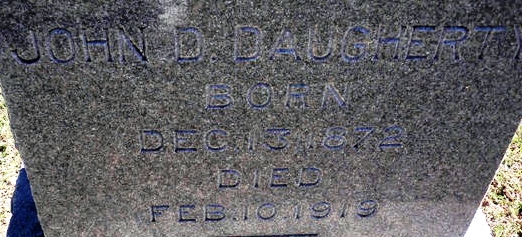 JOHN D. DAUGHERTY
BORN
DEC. 13, 1872
DIED
FEB. 10, 1919